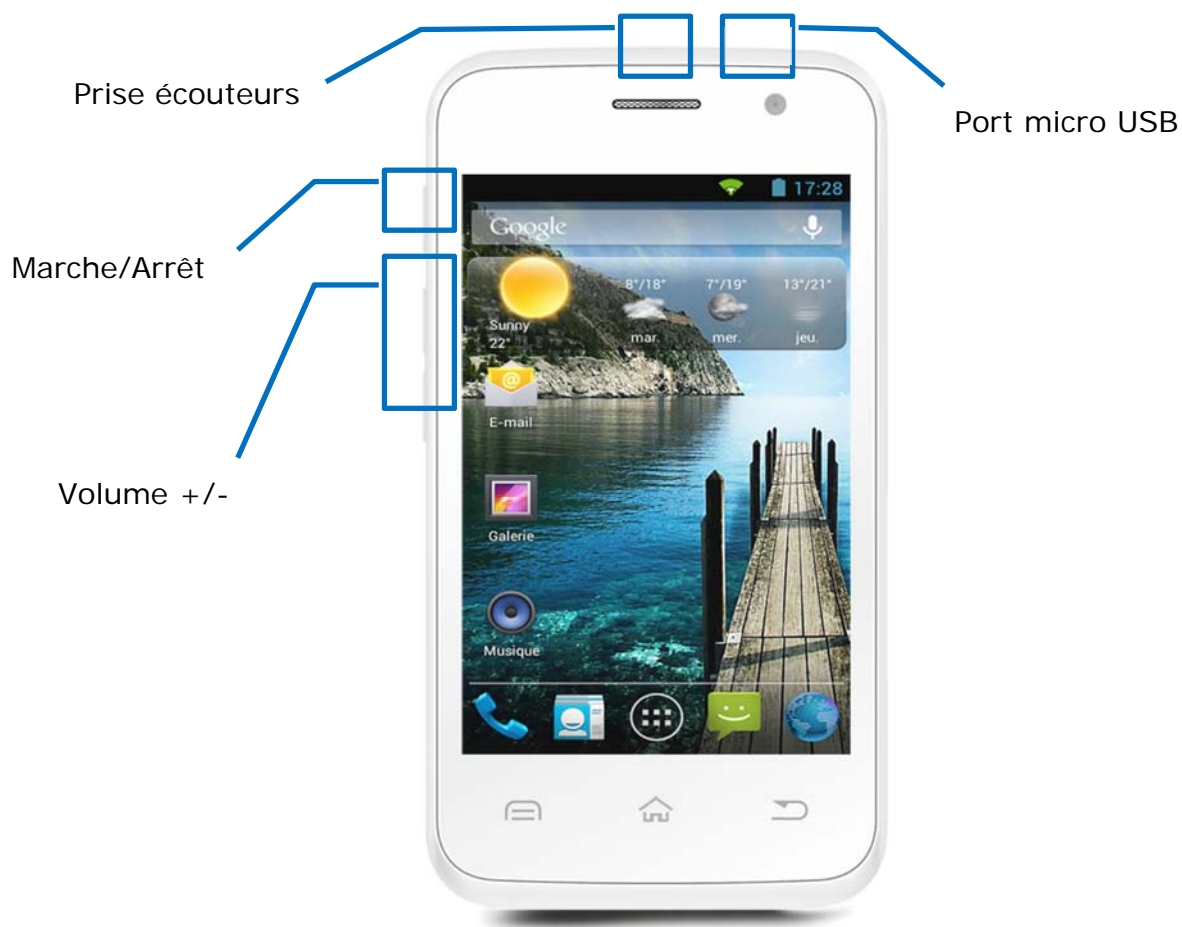 Prise écouteurs
Port micro USB
Marche/Arrêt
Volume +/-
17:28
Google
8°/18°
7°/19°
13°/21°
Sunny
22°
mar.
mer.
jeu.
@
E-mail
Galerie
Musique